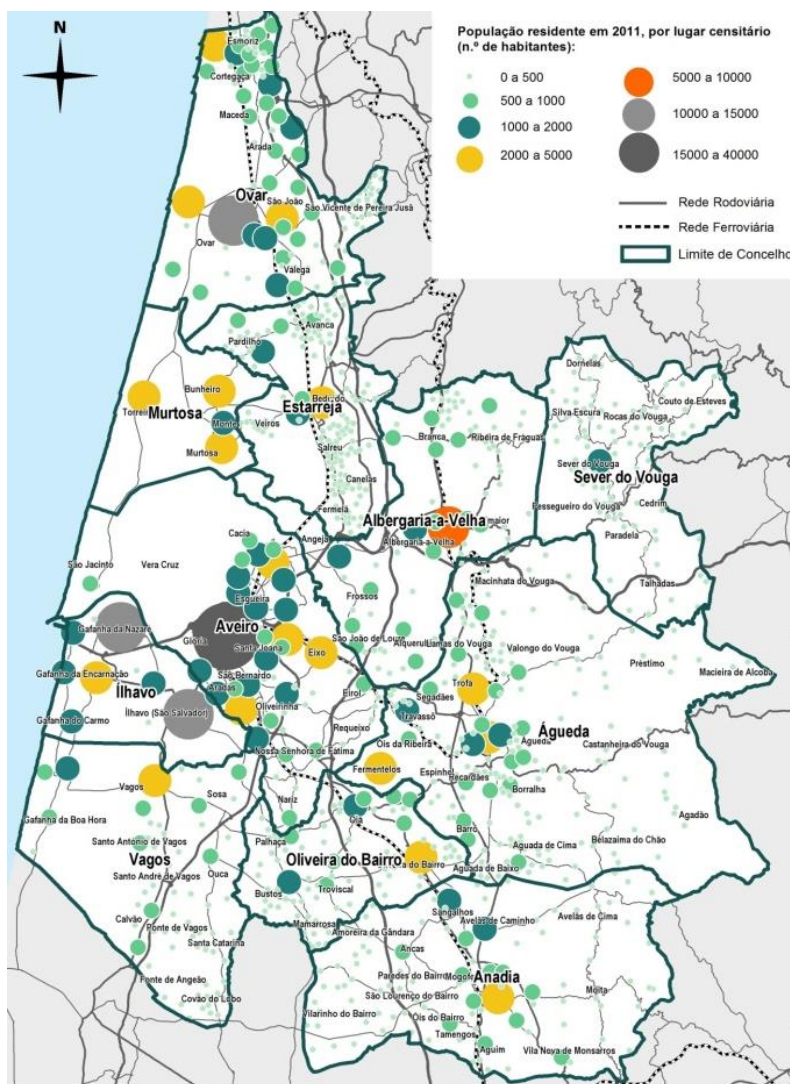 N
População residente em 2011, por lugar censitário
(n.º de habitantes):
0 a 500
500 a 1000
1000 a 2000
2000 a 5000
5000 a 10000
10000 a 15000
15000 a 40000
Rede Rodoviária
Rede Ferroviária
Limite de Concelho
Esmoriz
Cortegaça
Maceda
Arada
Ovar
São João
São Vicente de Pereira Jusã
Ovar
Válega
Avanca
Pardilhó
Dornelas
Bunheiro
Torrei
Murtosa
Monte
Murtosa
Estarreja
Veiros
Salreu
Canelas
Fermelã
Couto de Esteves
Silva Escura
Rocas do Vouga
Branca
Ribeira de Fráguas
Sever do Vouga
Sever do Vouga
Pessegueiro do Vouga
Cedrim
Paradela
Talhadas
Albergaria-a-Velha
maior
Albergaria-a-Velha
Angeja
Cacia
Vera Cruz
São Jacinto
Esgueira
Frossos
Macinhata do Vouga
Gafanha da Nazaré
Aveiro
Glória
Santa Joana
São João de Loure
Alquerub
Lamas do Vouga
Valongo do Vouga
Préstimo
Macieira de Alcoba
Eixo
Gafanha da Encarnação
Ílhavo
São Bernardo
Aradas
Eirol
Segadães
Trofa
Gafanha do Carmo
Ílhavo (São Salvador)
Oliveirinha
Requeixo
Travassô
Águeda
Águeda
Nossa Senhora de Fátima
Óis da Ribeira
Castanheira do Vouga
Fermentelos
Espinhel
Recardães
Borralha
Vagos
Sosa
Nariz
Agadão
Gafanha da Boa Hora
Oiã
Barrô
Belazaima do Chão
Santo António de Vagos
Palhaça
Aguada de Cima
Vagos
Oliveira do Bairro
a do Bairro
Aguada de Baixo
Santo André de Vagos
Ouca
Bustos
Troviscal
Calvão
Ponte de Vagos
Mamarrosa
Sangalhos
Avelãs de Caminho
Avelãs de Cima
Santa Catarina
Amoreira da Gândara
Ancas
Fonte de Angeão
Paredes do Bairro
Mogof
Anadia
Moita
Covão do Lobo
São Lourenço do Bairro
Vilarinho do Bairro
Óis do Bairro
Tamengos
Aguim
Vila Nova de Monsarros